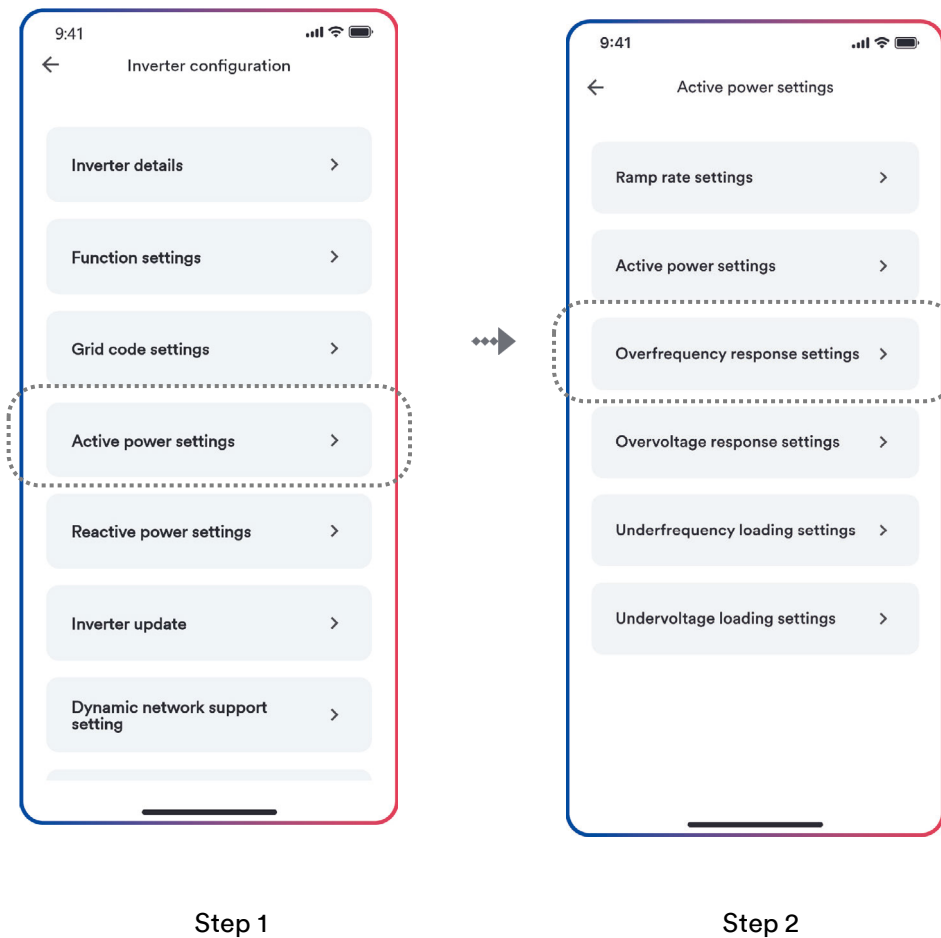 9:41
Inverter configuration
Inverter details
Function settings
Grid code settings
Active power settings
Reactive power settings
Inverter update
Dynamic network support
setting
Step 1
9:41
Active power settings
Ramp rate settings
Active power settings
Overfrequency response settings
Overvoltage response settings
Underfrequency loading settings
Undervoltage loading settings
Step 2